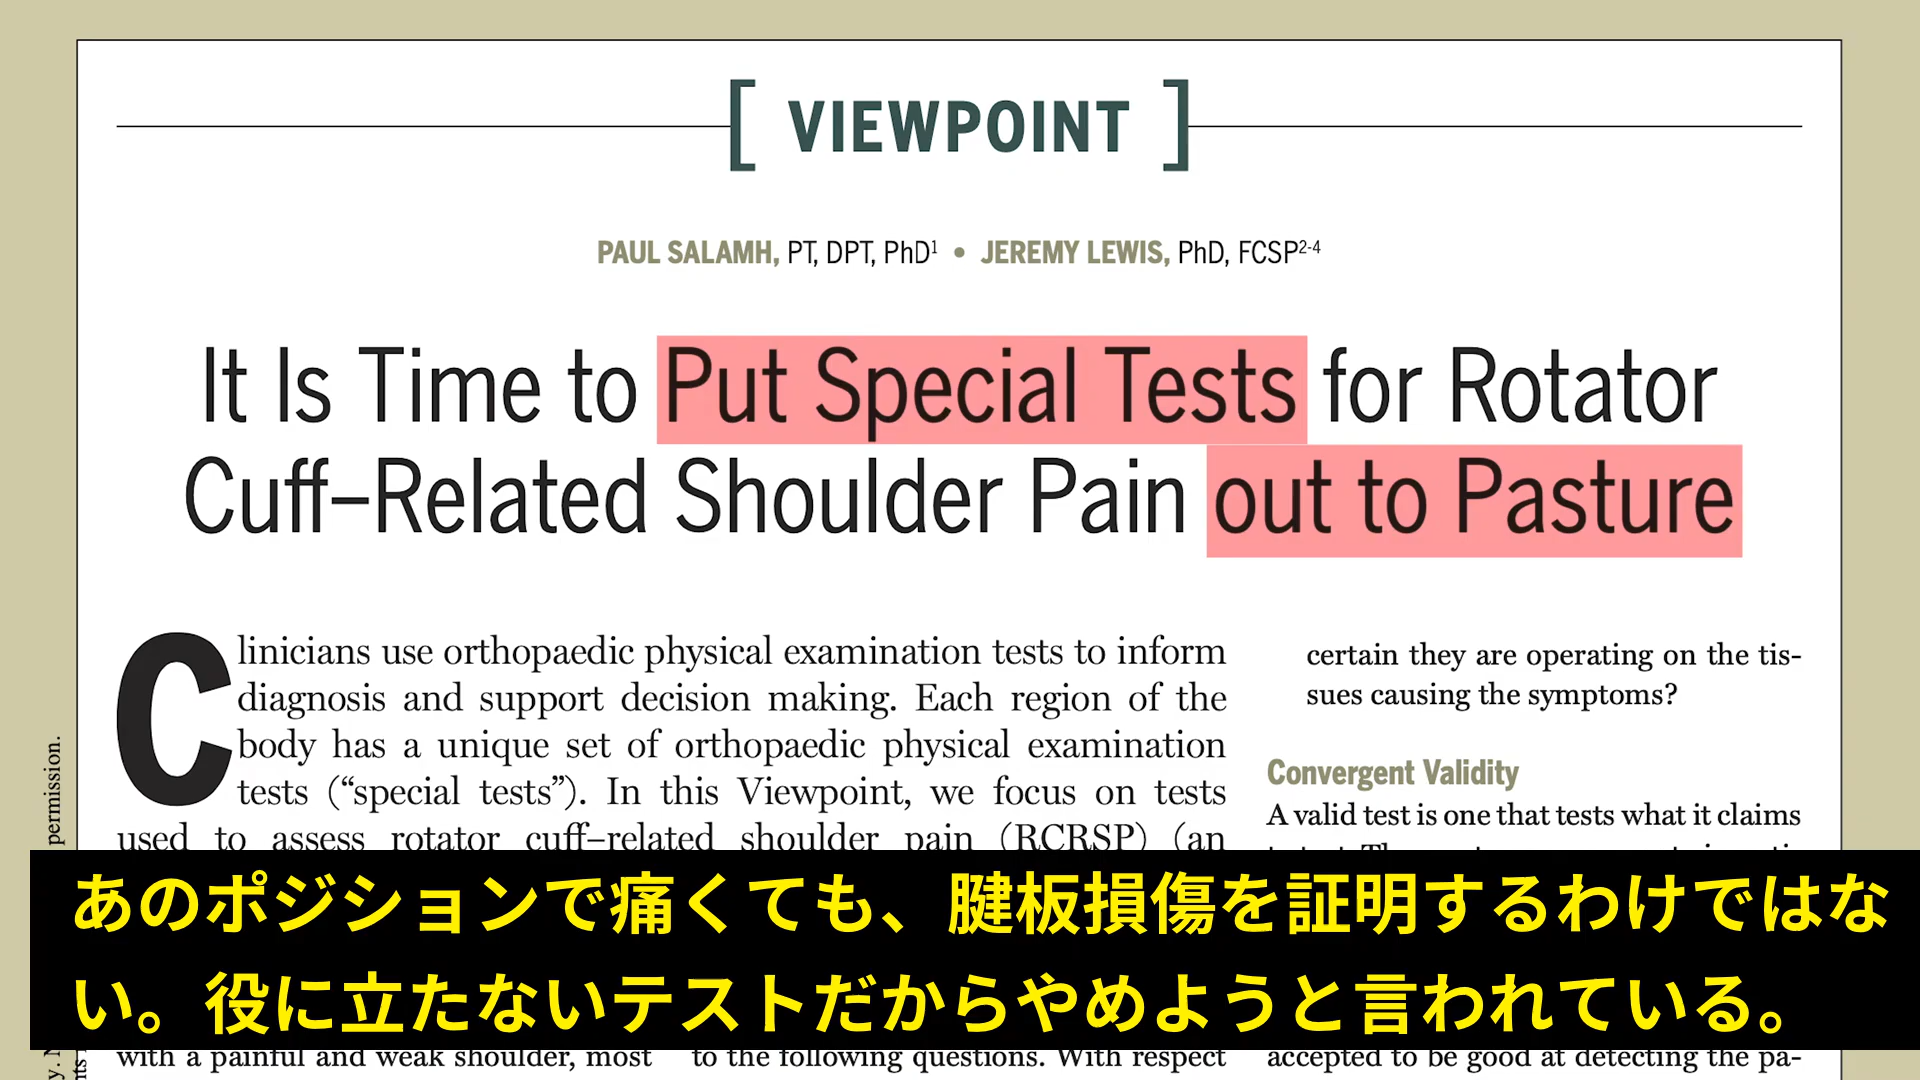 [ VIEWPOINT ]
PAUL SALAMH, PT, DPT, PhD1 • JEREMY LEWIS, PhD, FCSP2-4
It Is Time to Put Special Tests for Rotator
Cuff–Related Shoulder Pain out to Pasture
Clinicians use orthopaedic physical examination tests to inform
diagnosis and support decision making. Each region of the
body has a unique set of orthopaedic physical examination
tests (“special tests”). In this Viewpoint, we focus on tests
used to assess rotator cuff–related shoulder pain (RCRSP) (an
with a painful and weak shoulder, most
to the following questions. With respect
certain they are operating on the tis-
sues causing the symptoms?
Convergent Validity
A valid test is one that tests what it claims
accepted to be good at detecting the pa-
permission.
あのポジションで痛くても、腱板損傷を証明するわけではな
い。役に立たないテストだからやめようと言われている。